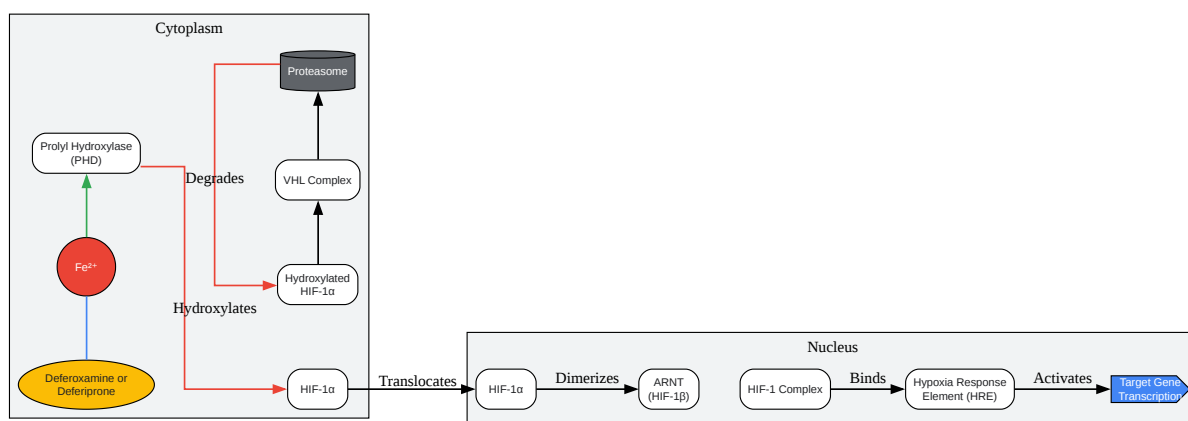 Cytoplasm
Proteasome
Prolyl Hydroxylase
(PHD)
Degrades
VHL Complex
Fe²⁺
Hydroxylated
HIF-1α
Hydroxylates
Deferoxamine or
Deferiprone
HIF-1α
Translocates
Nucleus
HIF-1α
Dimerizes
ARNT
(HIF-1β)
HIF-1 Complex
Binds
Hypoxia Response
Element (HRE)
Activates
Target Gene
Transcription